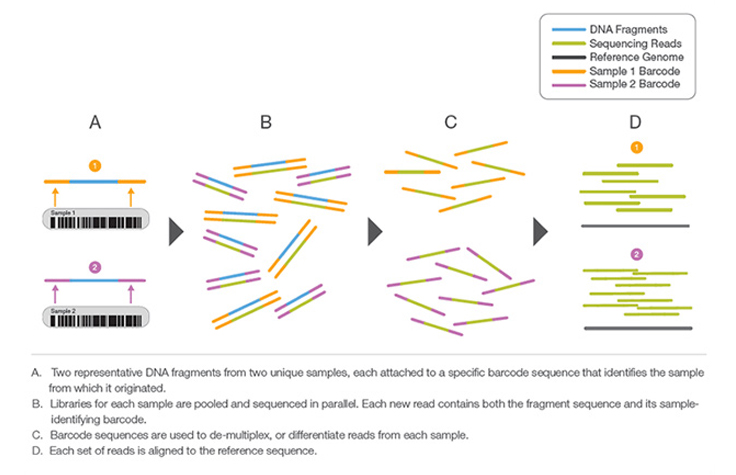 DNA Fragments
Sequencing Reads
Reference Genome
Sample 1 Barcode
Sample 2 Barcode
A
B
C
D
1
1
Sample 1
2
2
Sample 2
A. Two representative DNA fragments from two unique samples, each attached to a specific barcode sequence that identifies the sample
from which it originated.
B. Libraries for each sample are pooled and sequenced in parallel. Each new read contains both the fragment sequence and its sample-
identifying barcode.
C. Barcode sequences are used to de-multiplex, or differentiate reads from each sample.
D. Each set of reads is aligned to the reference sequence.